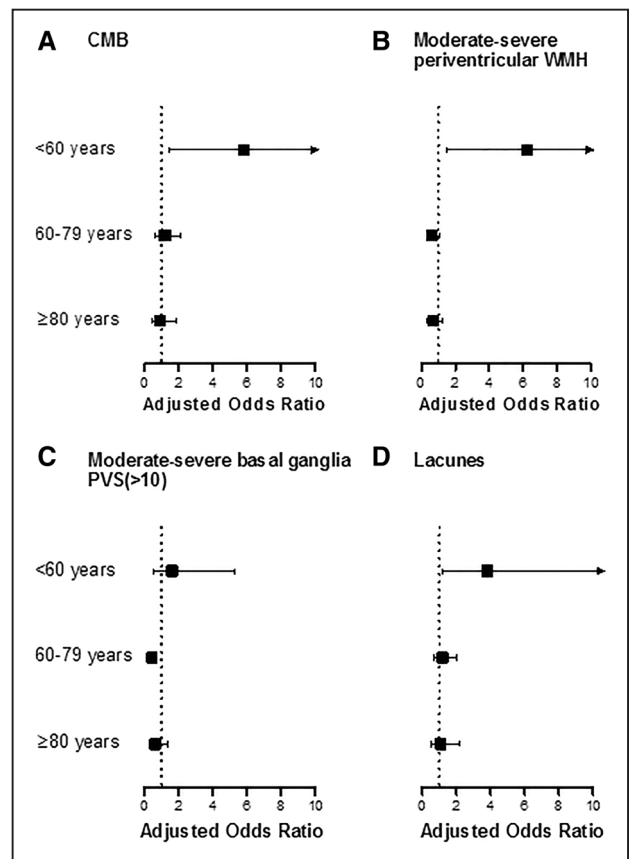 A CMB
B Moderate-severe
periventricular WMH
<60 years
60-79 years
≥80 years
0 2 4 6 8 10
Adjusted Odds Ratio
0 2 4 6 8 10
Adjusted Odds Ratio
C Moderate-severe basal ganglia
PVS(>10)
D Lacunes
<60 years
60-79 years
≥80 years
0 2 4 6 8 10
Adjusted Odds Ratio
0 2 4 6 8 10
Adjusted Odds Ratio